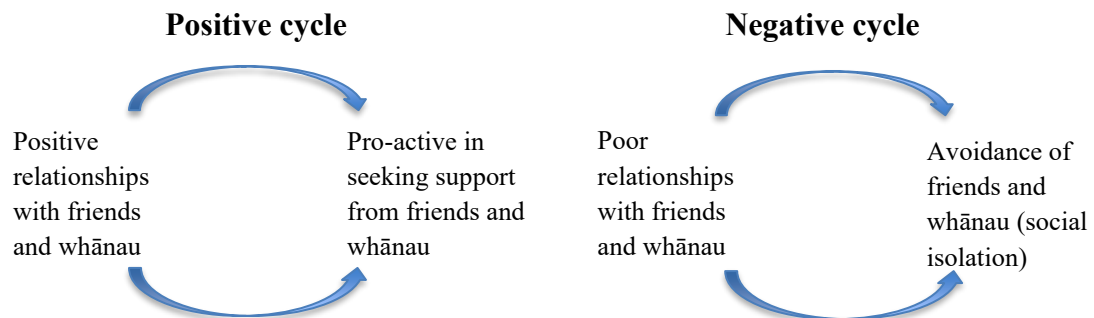 Positive cycle
Positive
relationships
with friends
and whānau
Pro-active in
seeking support
from friends and
whānau
Negative cycle
Poor
relationships
with friends
and whānau
Avoidance of
friends and
whānau (social
isolation)